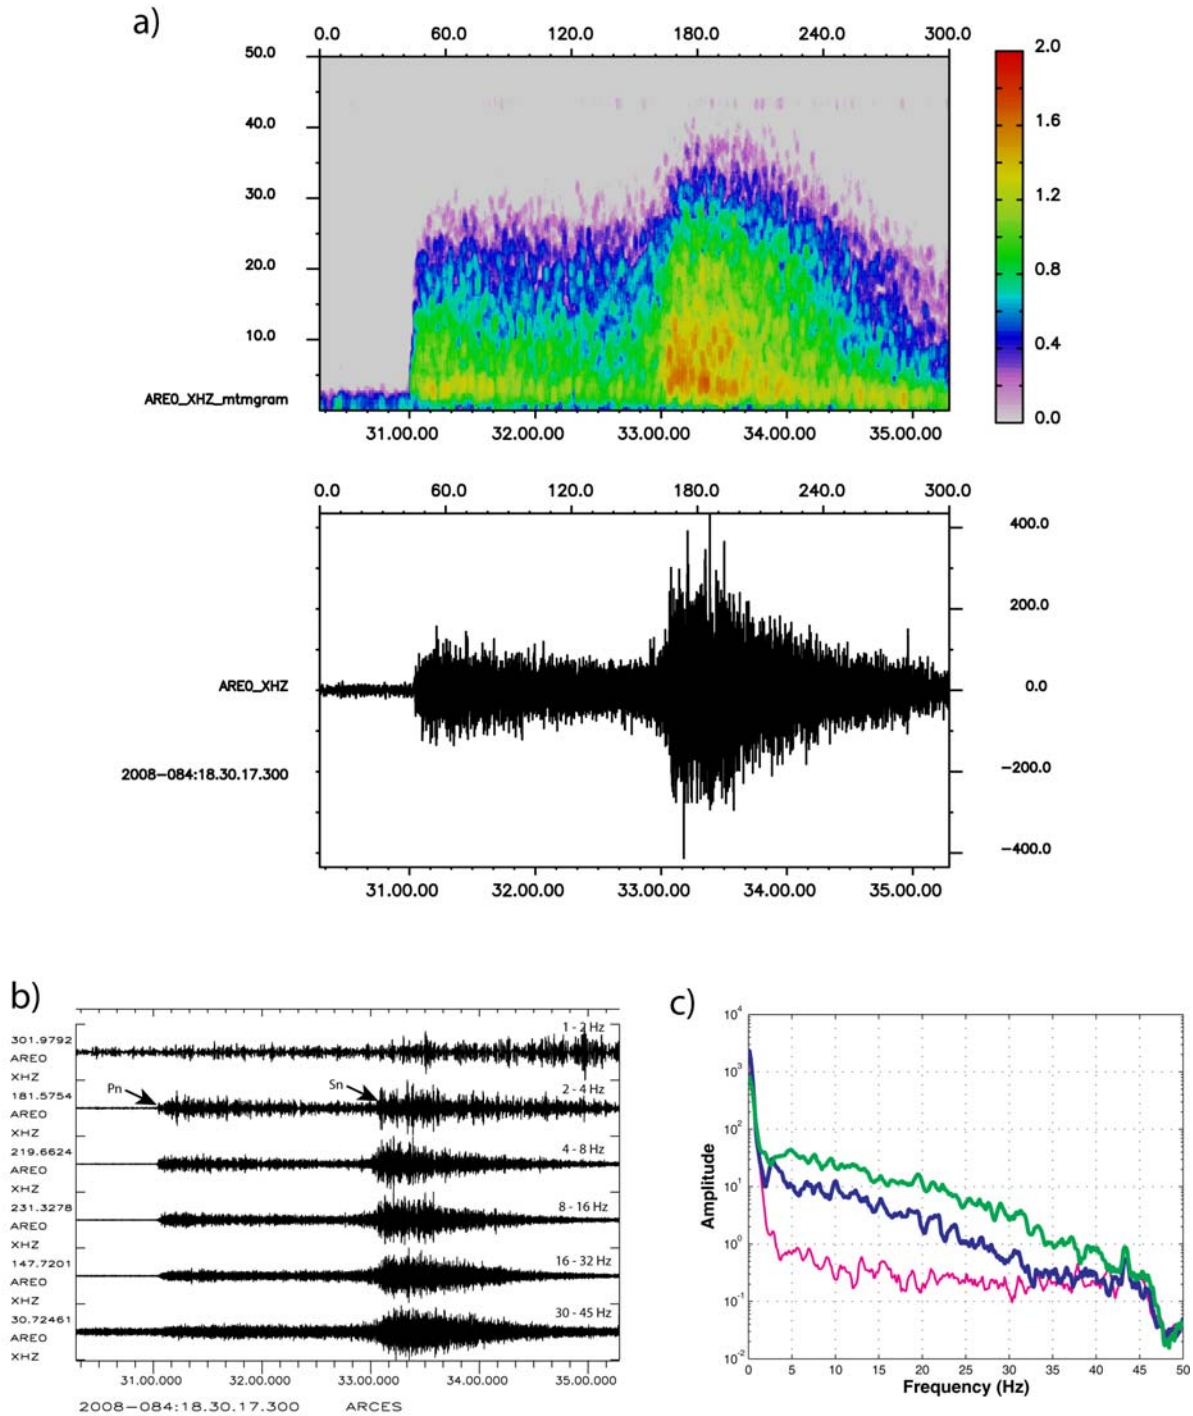 a)
0.0 60.0 120.0 180.0 240.0 300.0
50.0
40.0
30.0
20.0
10.0
ARE0_XHZ_mtmgram
31.00.00 32.00.00 33.00.00 34.00.00 35.00.00
2.0
1.6
1.2
0.8
0.4
0.0
0.0 60.0 120.0 180.0 240.0 300.0
400.0
200.0
ARE0_XHZ 0.0
2008-084:18.30.17.300 -200.0
-400.0
31.00.00 32.00.00 33.00.00 34.00.00 35.00.00
b)
301.9792 1 - 2 Hz
ARE0
XHZ
181.5754 Pn Sn 2 - 4 Hz
ARE0
XHZ
219.6624 4 - 8 Hz
ARE0
XHZ
231.3278 8 - 16 Hz
ARE0
XHZ
147.7201 16 - 32 Hz
ARE0
XHZ
30.72461 30 - 45 Hz
ARE0
XHZ
31.00.000 32.00.000 33.00.000 34.00.000 35.00.000
2008-084:18.30.17.300 ARCES
c)
10^4
10^3
10^2
10^1
10^0
10^-1
10^-2
Amplitude
0 5 10 15 20 25 30 35 40 45 50
Frequency (Hz)